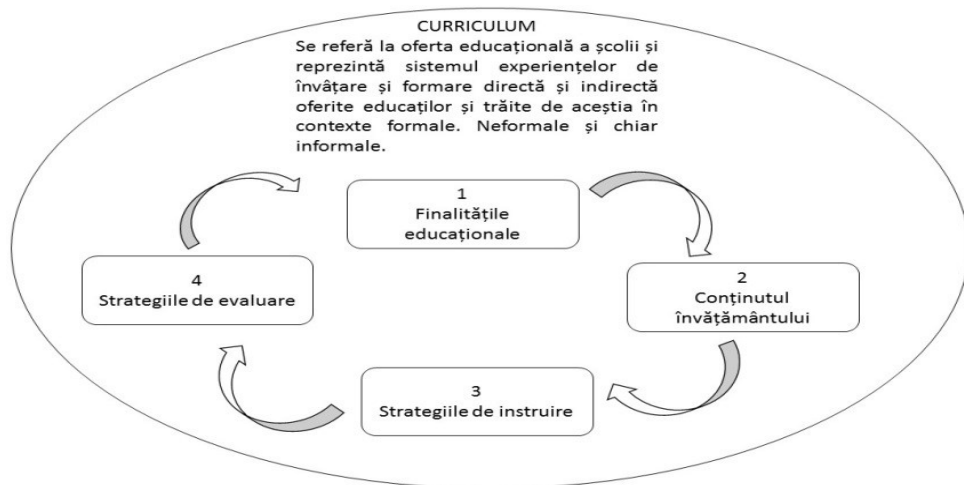 CURRICULUM
Se referă la oferta educațională a școlii și
reprezintă sistemul experiențelor de
învâțare și formare directă și indirectă
oferite educaților și trăite de aceștia în
contexte formale. Neformale și chiar
informale.
1
Finalitățile
educaționale
2
Conținutul
învățământului
3
Strategiile de instruire
4
Strategiile de evaluare